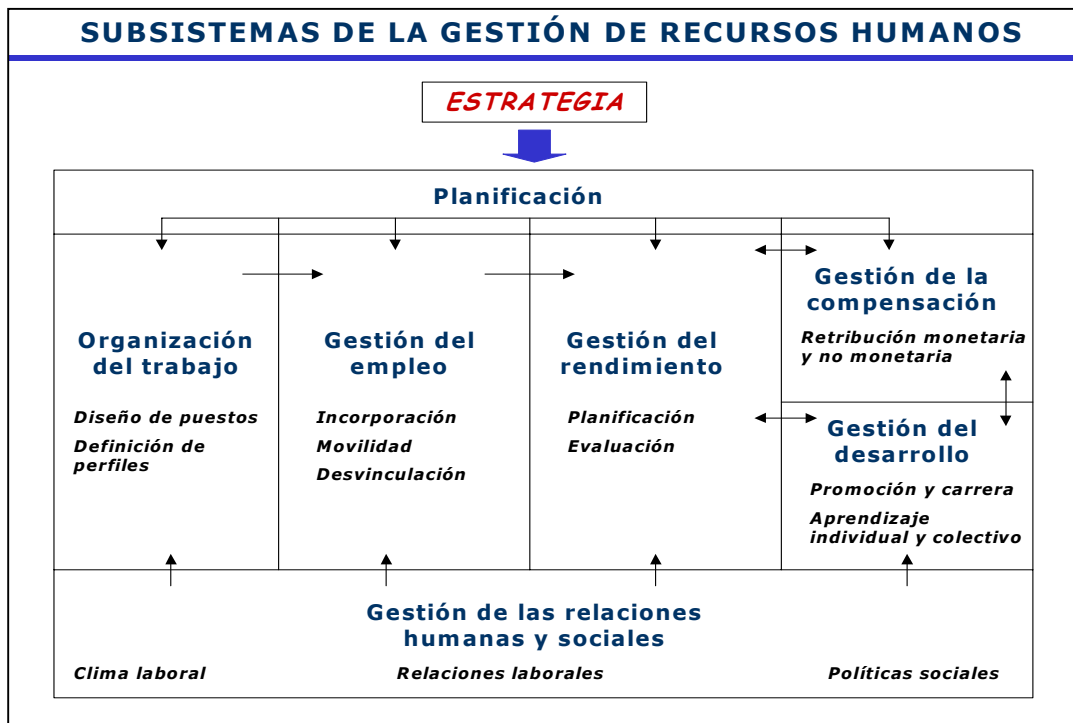 SUBSISTEMAS DE LA GESTIÓN DE RECURSOS HUMANOS
ESTRATEGIA
Planificación
Organización
del trabajo
Diseño de puestos
Definición de
perfiles
Gestión del
empleo
Incorporación
Movilidad
Desvinculación
Gestión del
rendimiento
Planificación
Evaluación
Gestión de la
compensación
Retribución monetaria
y no monetaria
Gestión del
desarrollo
Promoción y carrera
Aprendizaje
individual y colectivo
Gestión de las relaciones
humanas y sociales
Clima laboral
Relaciones laborales
Políticas sociales